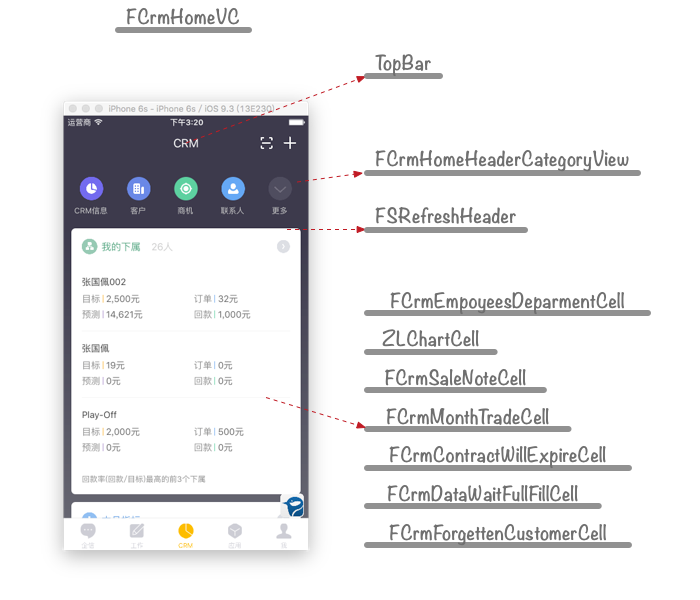 FCrmHomeVC
TopBar
iPhone 6s - iPhone 6s / iOS 9.3 (13E230)
运营商
下午3:20
CRM
FCrmHomeHeaderCategoryView
CRM信息
客户
商机
联系人
更多
FSRefreshHeader
我的下属 26人
张国佩002
目标 2,500元 订单 32元
预测 14,621元 回款 1,000元
张国佩
目标 19元 订单 0元
预测 0元 回款 0元
Play-Off
目标 2,000元 订单 500元
预测 0元 回款 0元
回款率(回款/目标)最高的前3个下属
FCrmEmpoyeesDeparmentCell
ZLChartCell
FCrmSaleNoteCell
FCrmMonthTradeCell
FCrmContractWillExpireCell
FCrmDataWaitFullFillCell
FCrmForgettenCustomerCell
工作
CRM
应用
我